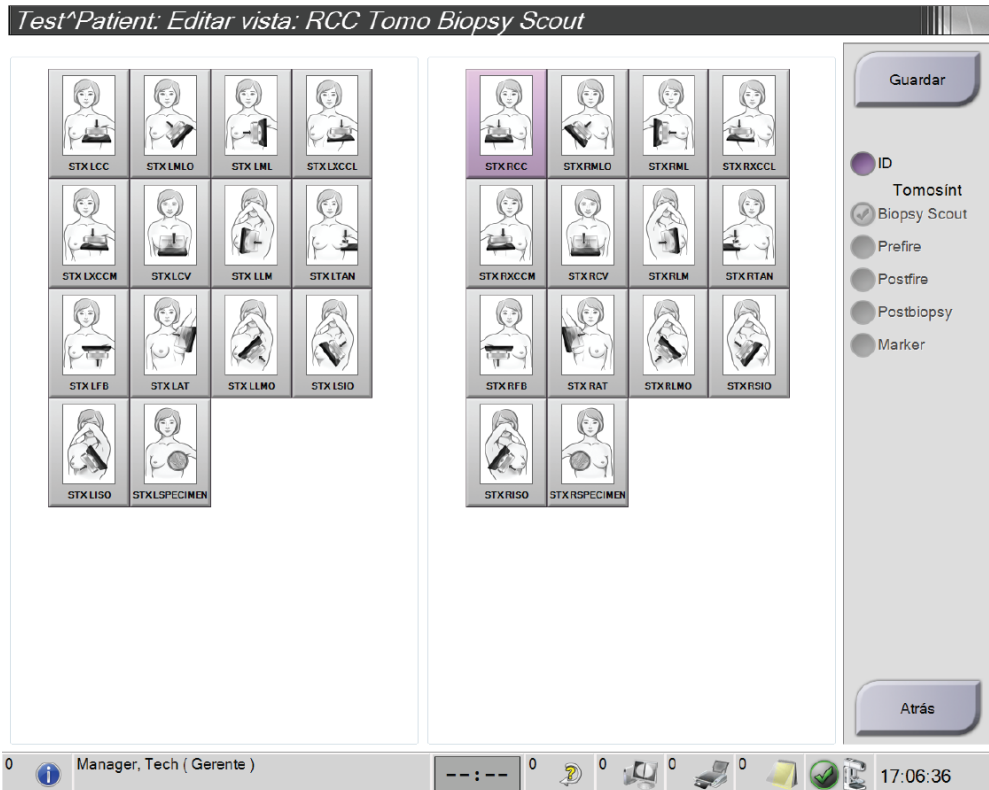 Test^Patient: Editar vista: RCC Tomo Biopsy Scout
STX LCC
STX LMLO
STX LML
STX LXCCL
STX LXCCM
STX LCV
STX LLM
STX LTAN
STX LFB
STX LAT
STX LLMO
STX LSIO
STX LISO
STX LSPECIMEN
STX RCC
STX RMLO
STX RML
STX RXCCL
STX RXCCM
STX RCV
STX RLM
STX RTAN
STX RFB
STX RAT
STX RLMO
STX RSIO
STX RISO
STX RSPECIMEN
Guardar
ID
Tomosínt
Biopsy Scout
Prefire
Postfire
Postbiopsy
Marker
Atrás
0
Manager, Tech ( Gerente )
--:--
0
0
0
0
17:06:36